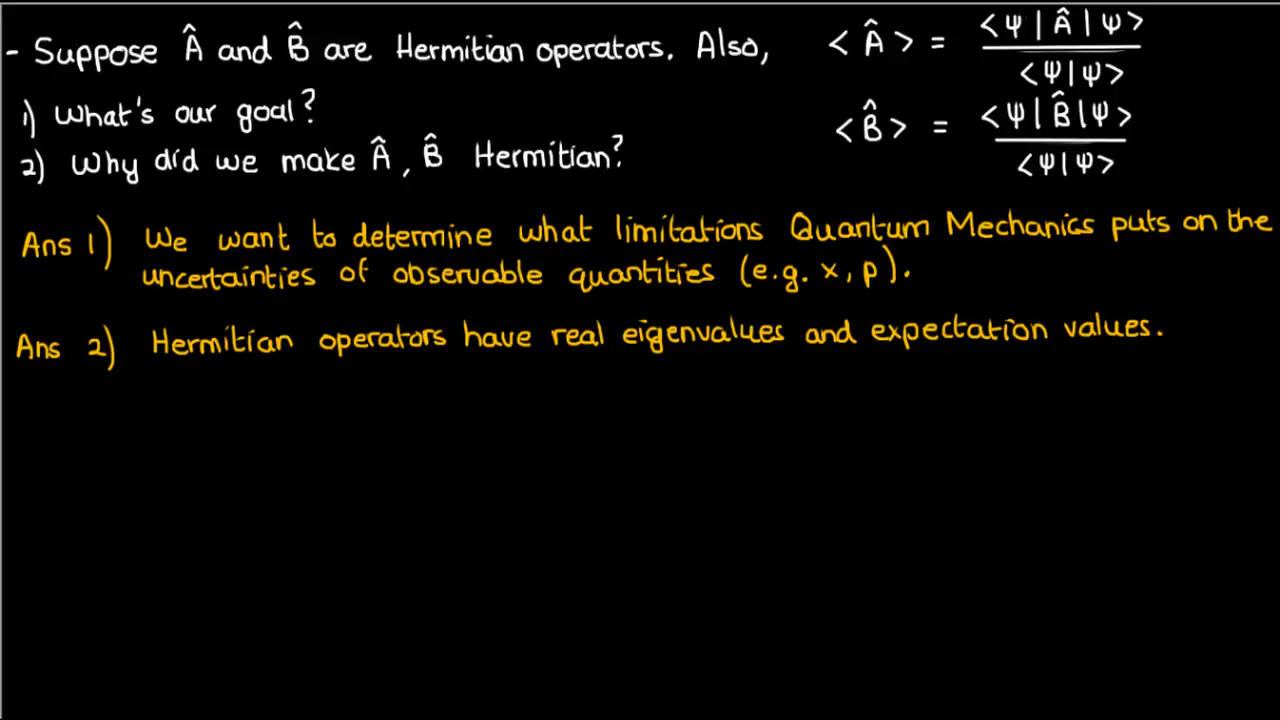 - Suppose Â and B̂ are Hermitian operators. Also, < Â > = <Ψ|Â|Ψ> / <Ψ|Ψ>
1) What's our goal?
< B̂ > = <Ψ|B̂|Ψ> / <Ψ|Ψ>
2) Why did we make Â, B̂ Hermitian?
Ans 1) We want to determine what limitations Quantum Mechanics puts on the
uncertainties of observable quantities (e.g. x, p).
Ans 2) Hermitian operators have real eigenvalues and expectation values.